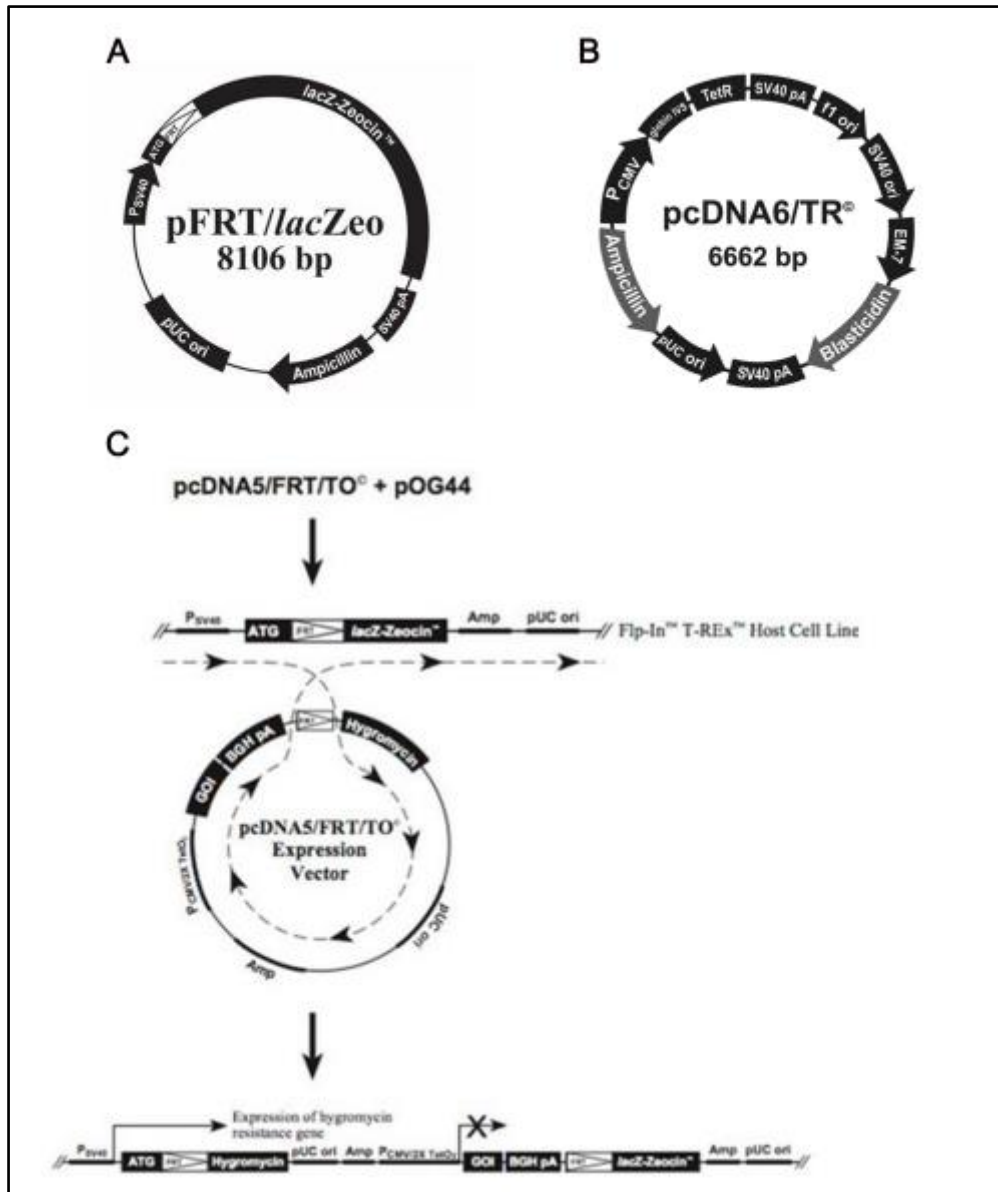 A
lacZ-Zeocin™
FRT
ATG
PSV40
pFRT/lacZeo
8106 bp
SV40 pA
pUC ori
Ampicillin
B
TetR
SV40 pA
f1 ori
globin IVS
SV40 ori
PCMV
pcDNA6/TR©
6662 bp
EM-7
Ampicillin
Blasticidin
pUC ori
SV40 pA
C
pcDNA5/FRT/TO© + pOG44
PSV40 Amp pUC ori
ATG FRT lacZ-Zeocin™ Flp-In™ T-REx™ Host Cell Line
BGH pA FRT Hygromycin
GOI
pcDNA5/FRT/TO©
Expression
Vector
PCMV/2X TetO2
pUC ori
Amp
Expression of hygromycin
resistance gene
PSV40 pUC ori Amp PCMV/2X TetO2 X Amp pUC ori
ATG FRT Hygromycin GOI BGH pA FRT lacZ-Zeocin™